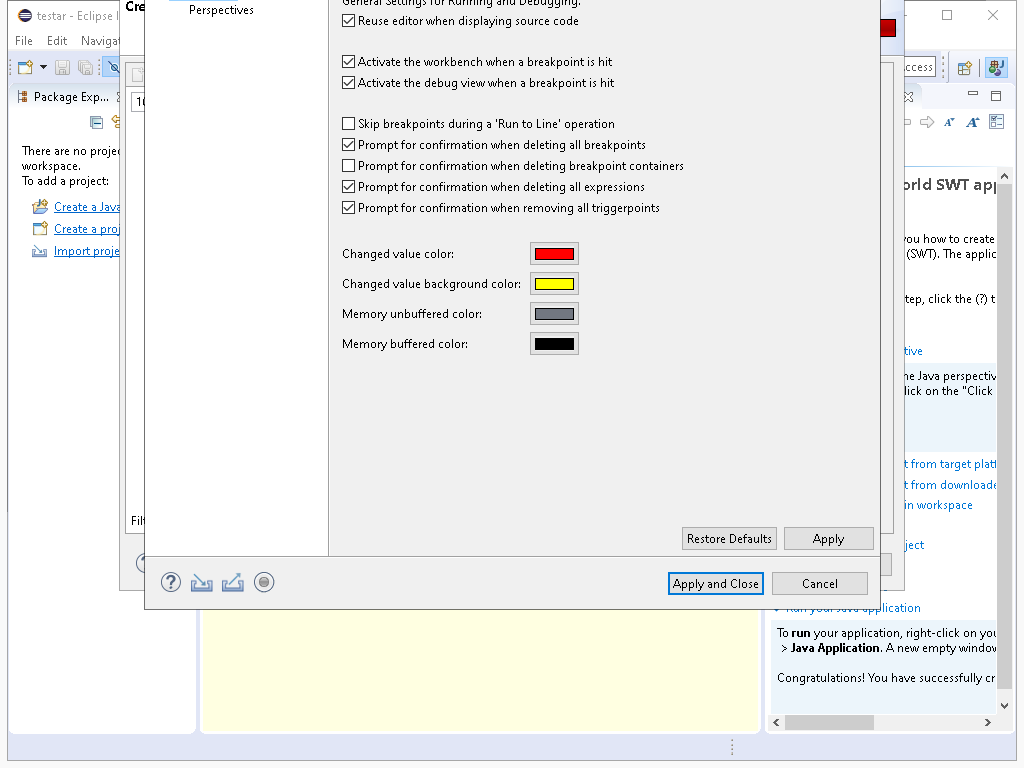 testar - Eclipse I
Cre
File Edit Navigat
Package Exp...
There are no proje
workspace.
To add a project:
Create a Java
Create a proj
Import proje
10
Filt
Perspectives
General Settings for Running and Debugging.
Reuse editor when displaying source code
Activate the workbench when a breakpoint is hit
Activate the debug view when a breakpoint is hit
Skip breakpoints during a 'Run to Line' operation
Prompt for confirmation when deleting all breakpoints
Prompt for confirmation when deleting breakpoint containers
Prompt for confirmation when deleting all expressions
Prompt for confirmation when removing all triggerpoints
Changed value color:
Changed value background color:
Memory unbuffered color:
Memory buffered color:
Restore Defaults Apply
Apply and Close Cancel
ccess
orld SWT app
you how to create
(SWT). The applic
tep, click the (?) t
tive
he Java perspectiv
lick on the "Click
t from target platt
t from downloade
in workspace
ject
Run your Java application
To run your application, right-click on you
> Java Application. A new empty window
Congratulations! You have successfully cr